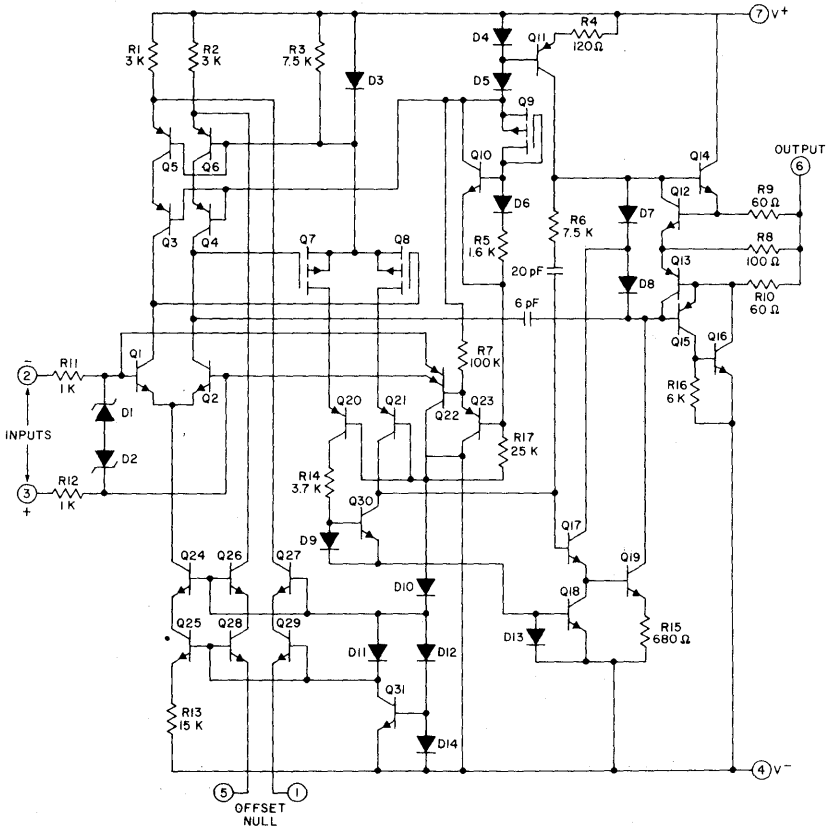 7 V+
R1
3 K
R2
3 K
R3
7.5 K
D3
D4
D5
Q11
R4
120Ω
Q9
Q5
Q6
Q10
Q14
OUTPUT
6
Q3
Q4
D6
R5
1.6 K
R6
7.5 K
D7
Q12
R9
60 Ω
R8
100 Ω
Q7
Q8
20 pF
D8
Q13
R10
60 Ω
6 pF
Q15
Q16
−
2
R11
1 K
Q1
Q2
R7
100 K
R16
6 K
INPUTS
D1
D2
Q20
Q21
Q22
Q23
R17
25 K
3
+
R12
1 K
R14
3.7 K
Q30
D9
Q17
Q19
Q24
Q26
Q27
D10
Q18
Q25
Q28
Q29
D11
D12
D13
R15
680 Ω
Q31
R13
15 K
D14
4 V−
5
1
OFFSET
NULL